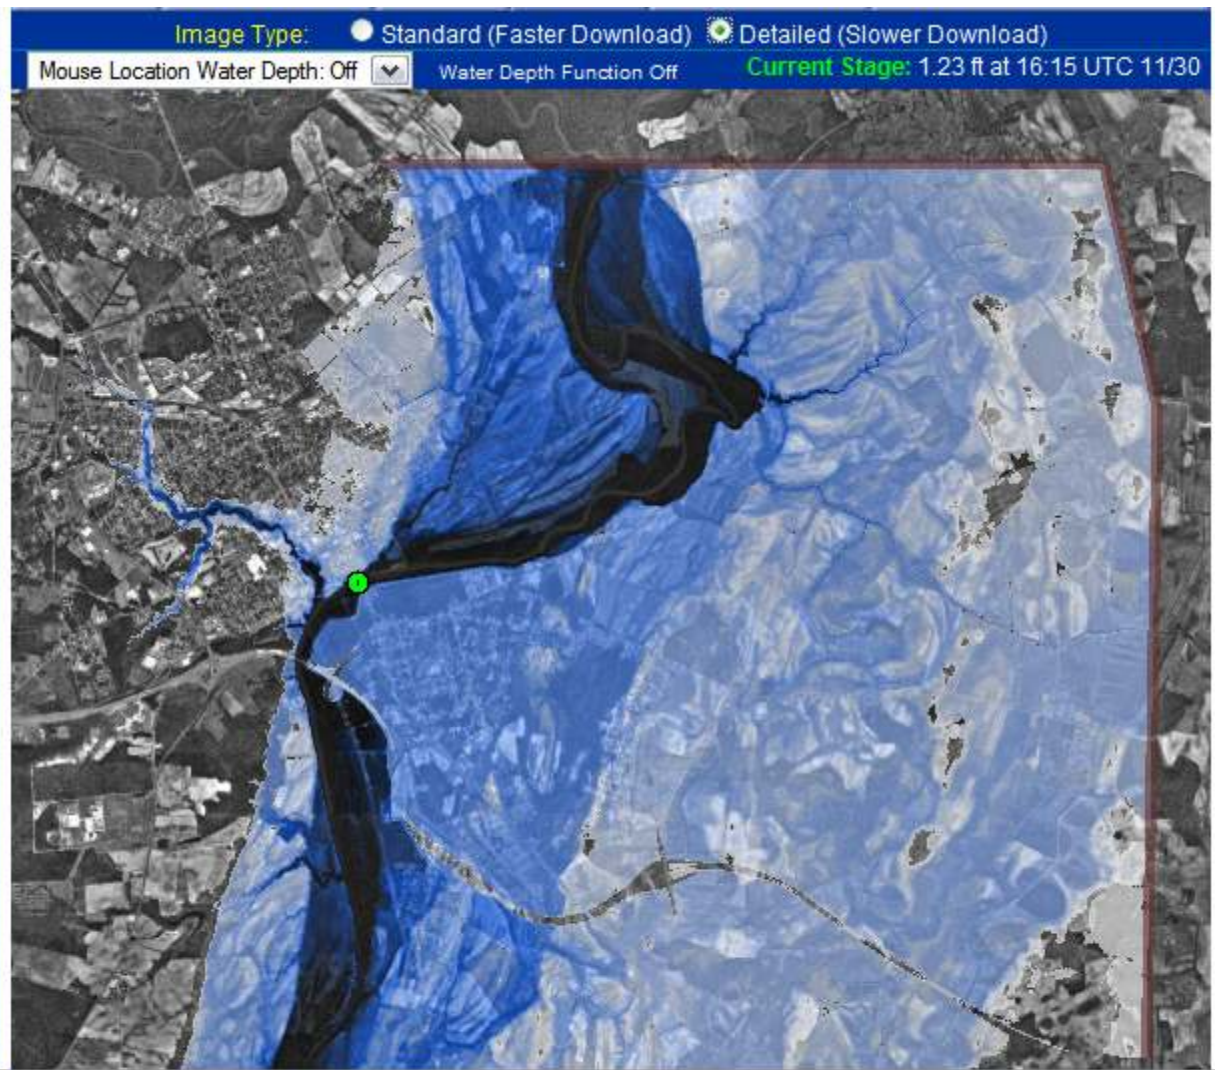 Image Type: Standard (Faster Download) Detailed (Slower Download)
Mouse Location Water Depth: Off Water Depth Function Off Current Stage: 1.23 ft at 16:15 UTC 11/30